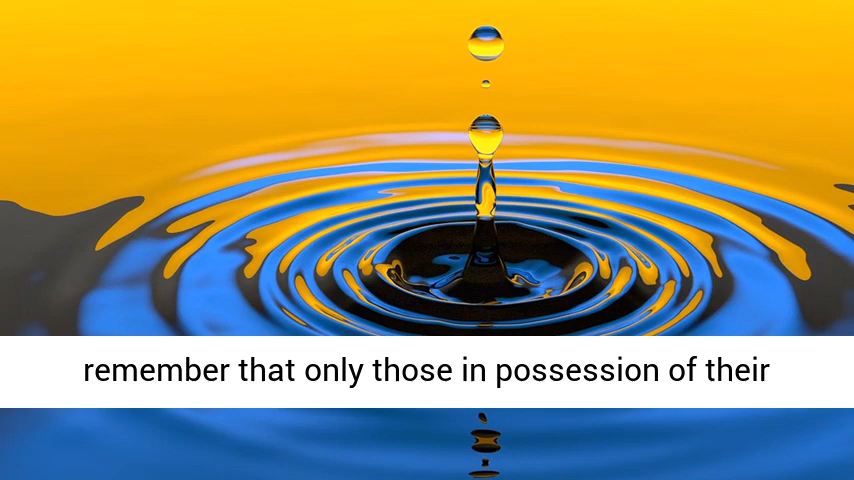 remember that only those in possession of their